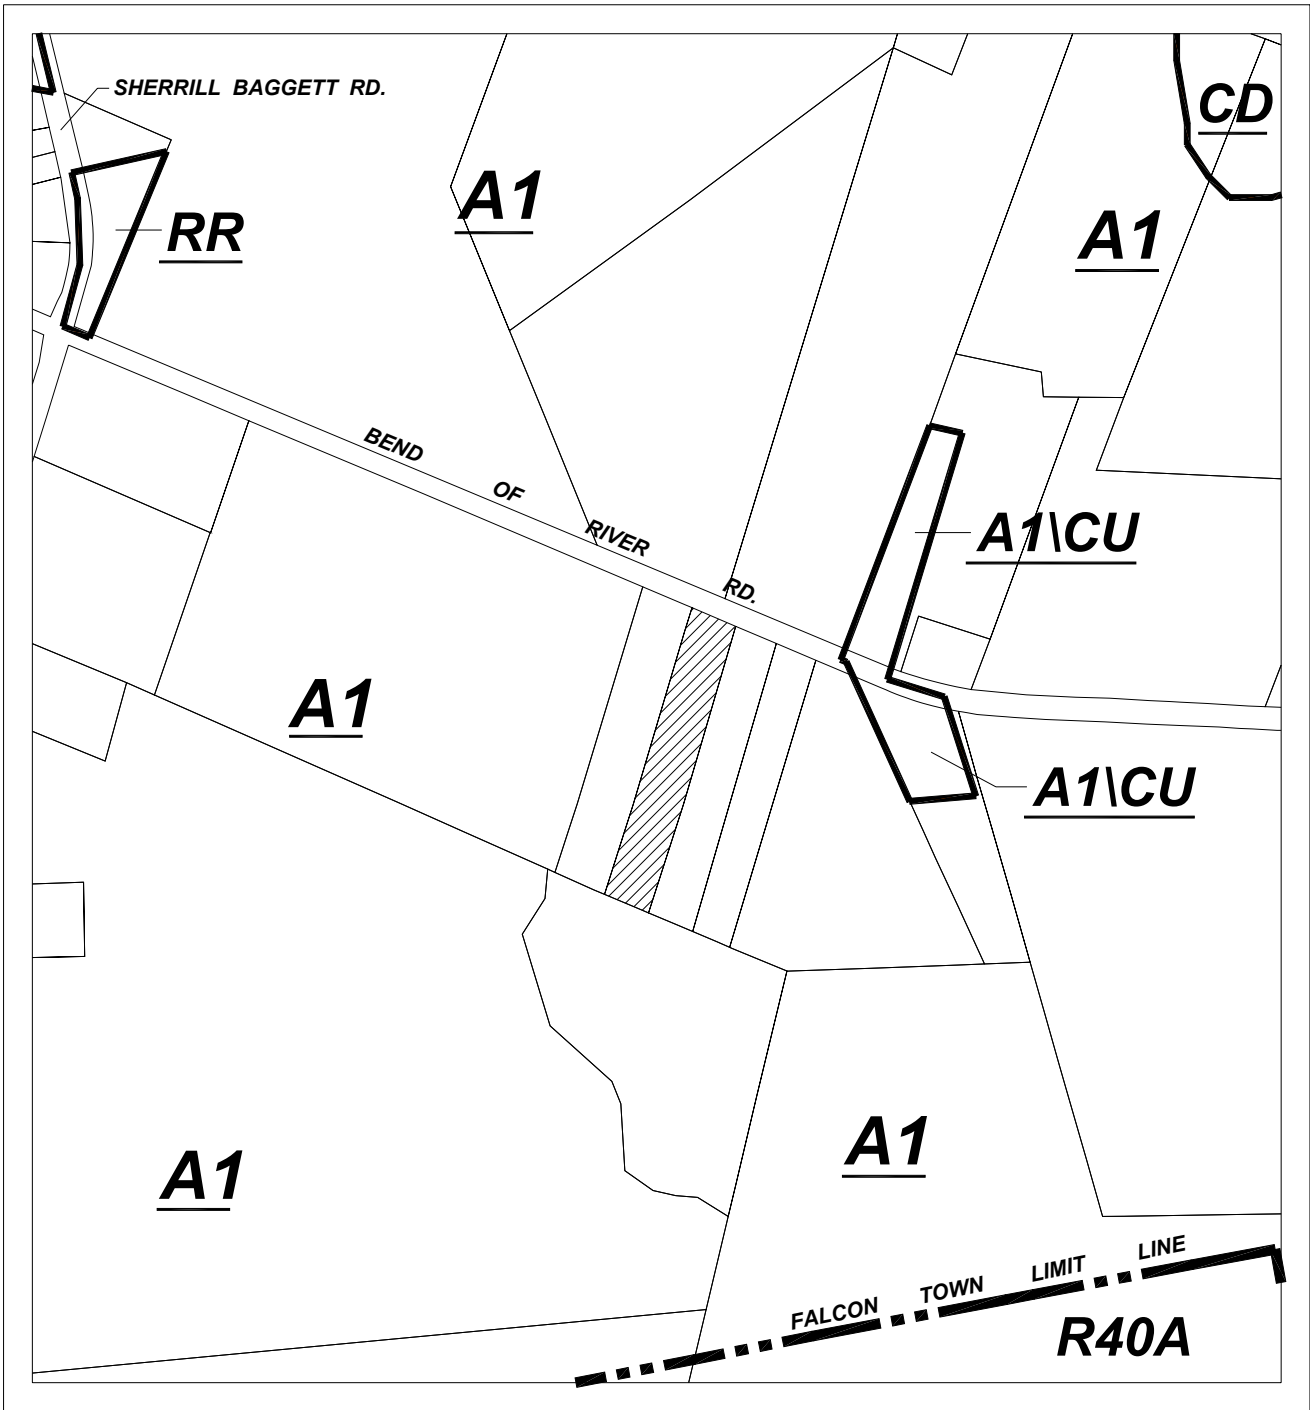 SHERRILL BAGGETT RD.
CD
A1
RR
A1
BEND OF RIVER RD.
A1\CU
A1
A1\CU
A1
A1
FALCON TOWN LIMIT LINE
R40A